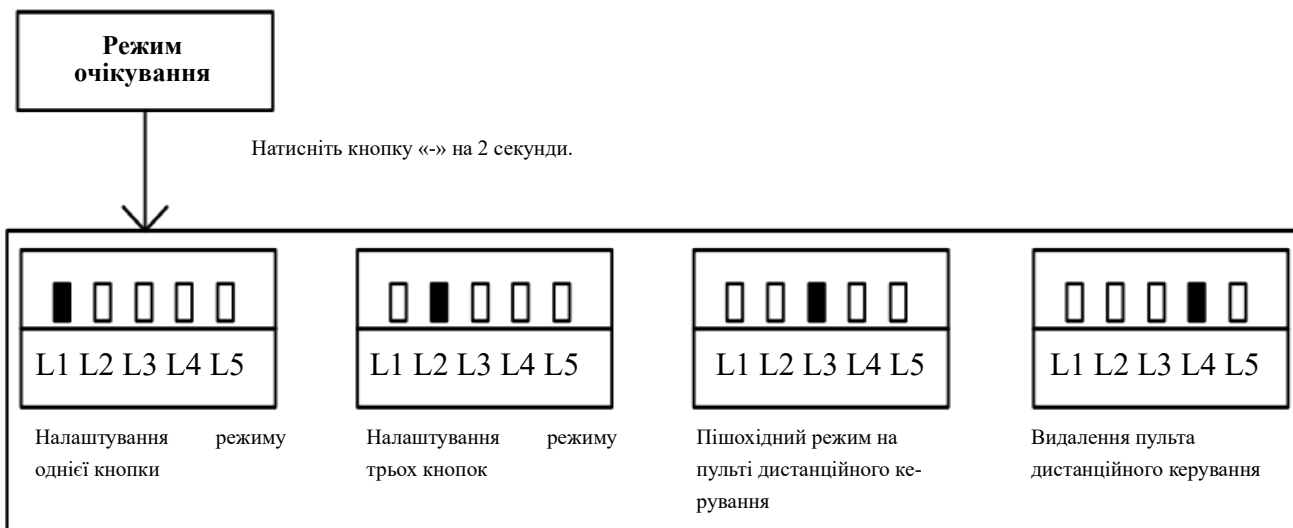 Режим
очікування
Натисніть кнопку «-» на 2 секунди.
L1 L2 L3 L4 L5
L1 L2 L3 L4 L5
L1 L2 L3 L4 L5
L1 L2 L3 L4 L5
Налаштування режиму
однієї кнопки
Налаштування режиму
трьох кнопок
Пішохідний режим на
пульті дистанційного ке-
рування
Видалення пульта
дистанційного керування